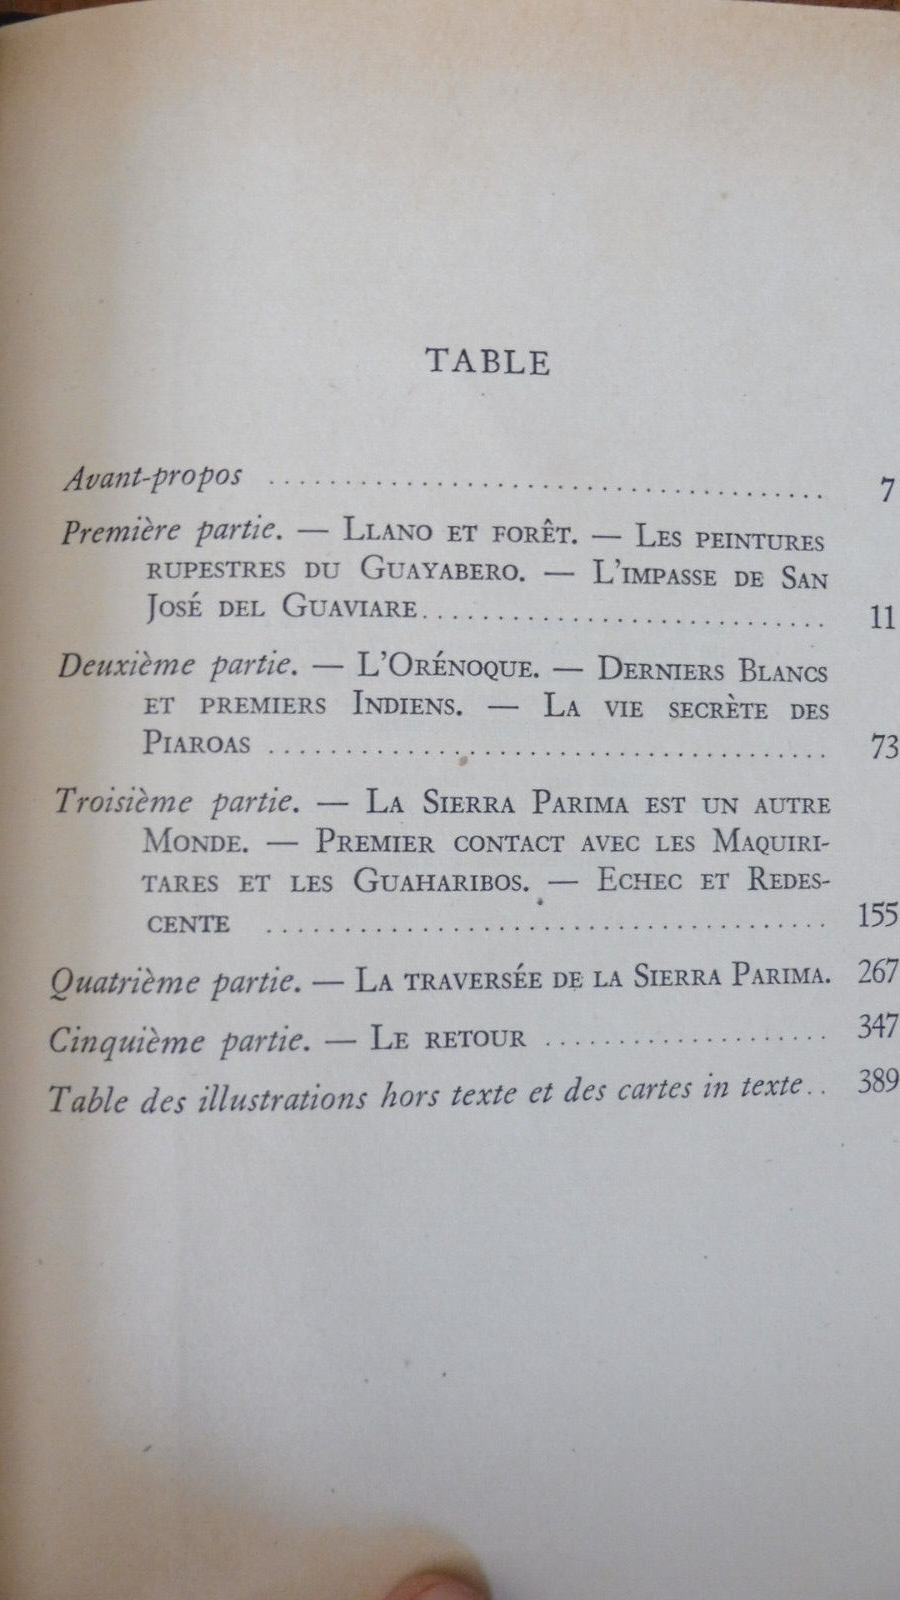 TABLE
Avant-propos ........................................ 7
Première partie. — Llano et forêt. — Les peintures
rupestres du Guayabero. — L'impasse de San
José del Guaviare.............................. 11
Deuxième partie. — L'Orénoque. — Derniers Blancs
et premiers Indiens. — La vie secrète des
Piaroas ........................................ 73
Troisième partie. — La Sierra Parima est un autre
Monde. — Premier contact avec les Maquiri-
tares et les Guaharibos. — Echec et Redes-
cente ........................................ 155
Quatrième partie. — La traversée de la Sierra Parima. 267
Cinquième partie. — Le retour .................... 347
Table des illustrations hors texte et des cartes in texte.. 389